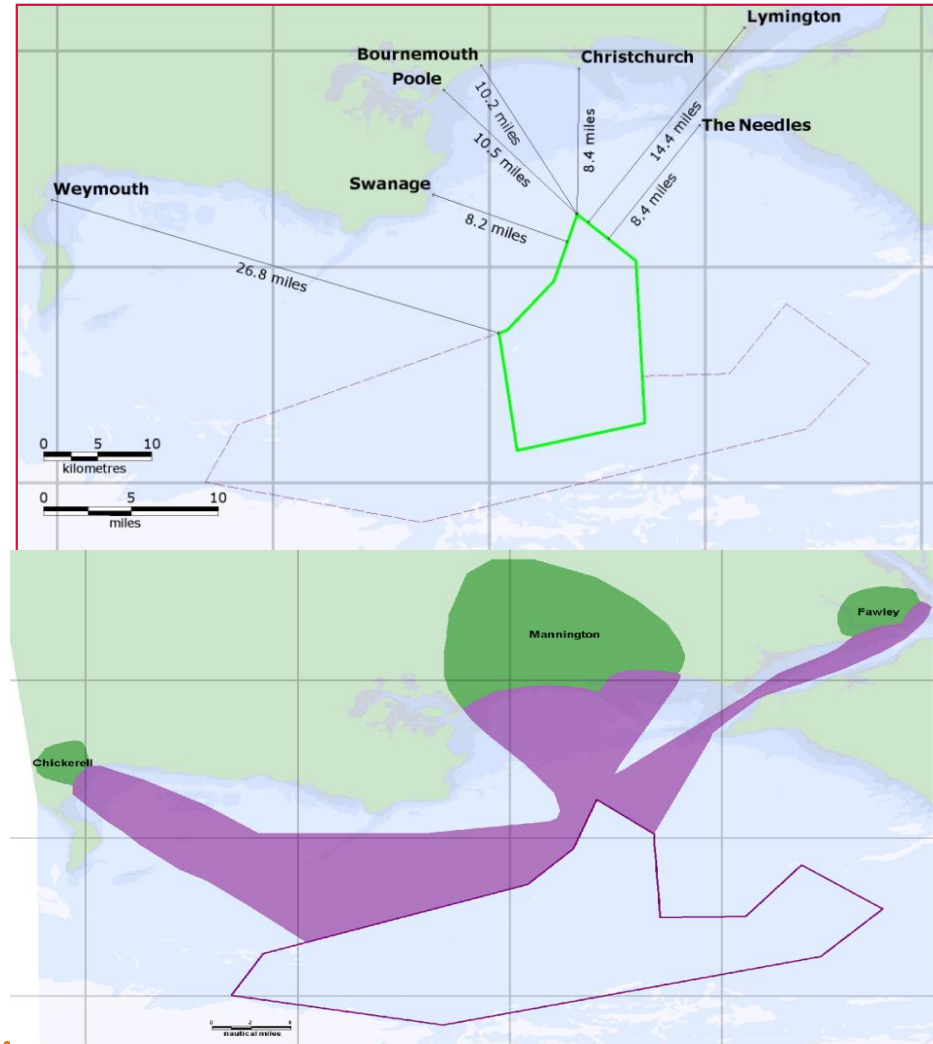 Lymington
Bournemouth
Christchurch
Poole
10.2 miles
10.5 miles
8.4 miles
14.4 miles
The Needles
8.4 miles
Weymouth
Swanage
8.2 miles
26.8 miles
0 5 10
kilometres
0 5 10
miles
Fawley
Mannington
Chickerell
nautical miles